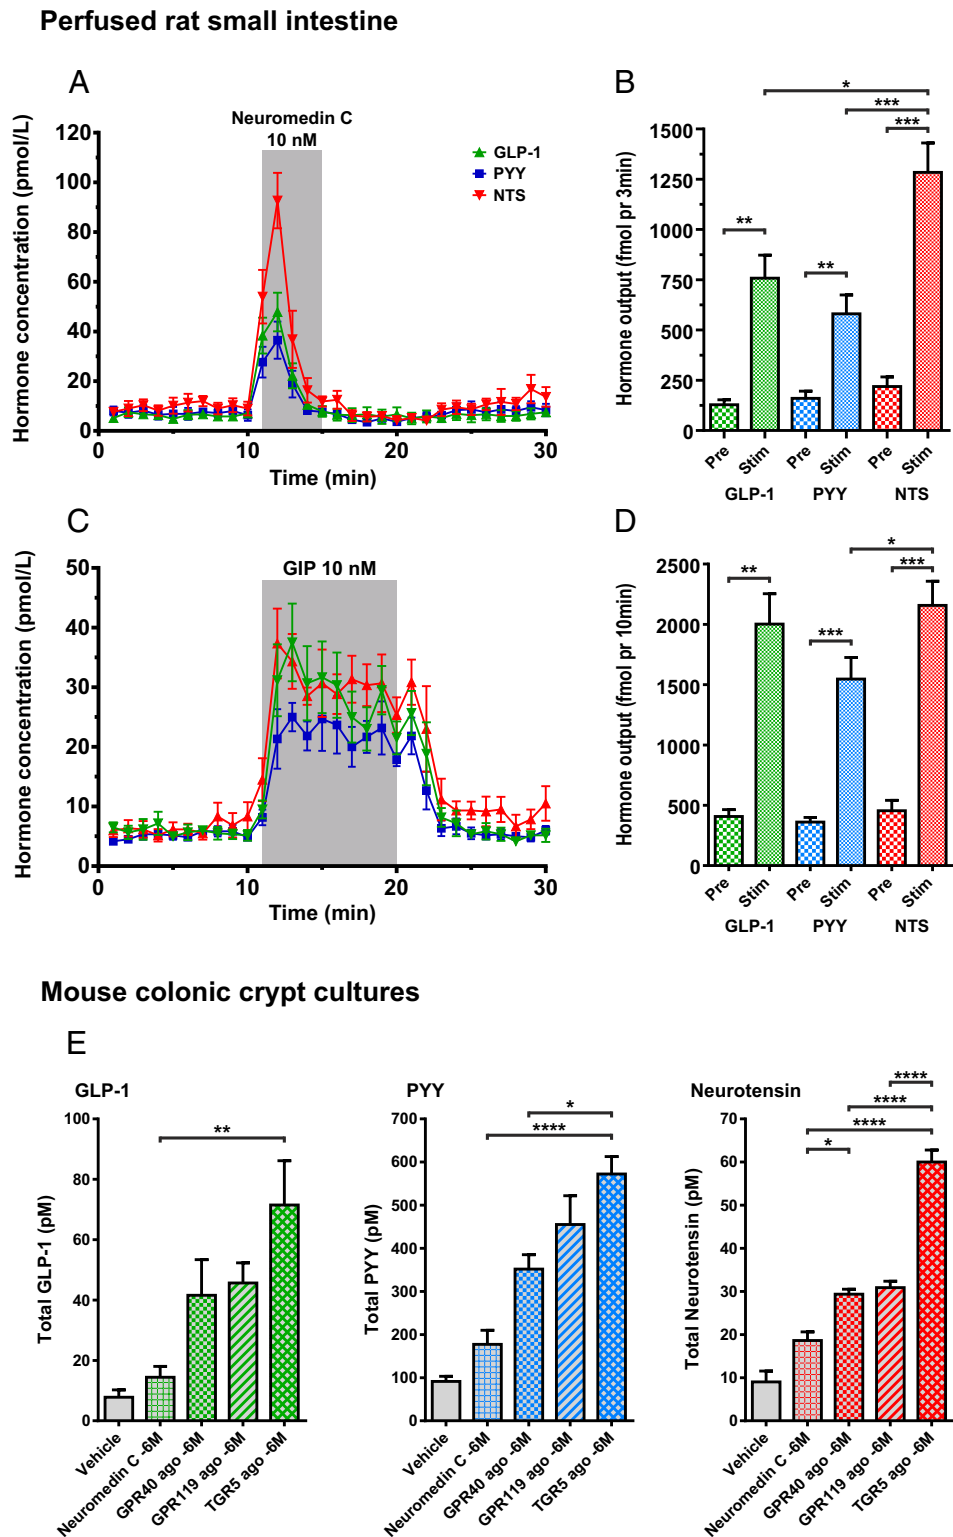 Perfused rat small intestine
A
Neuromedin C
10 nM
GLP-1
PYY
NTS
Hormone concentration (pmol/L)
120
100
80
60
40
20
0
0 10 20 30
Time (min)
B
*
***
***
**
**
Hormone output (fmol pr 3min)
1500
1250
1000
750
500
250
0
Pre Stim Pre Stim Pre Stim
GLP-1 PYY NTS
C
GIP 10 nM
Hormone concentration (pmol/L)
50
40
30
20
10
0
0 10 20 30
Time (min)
D
*
**
***
***
Hormone output (fmol pr 10min)
2500
2000
1500
1000
500
0
Pre Stim Pre Stim Pre Stim
GLP-1 PYY NTS
Mouse colonic crypt cultures
E
GLP-1
**
Total GLP-1 (pM)
100
80
60
40
20
0
Vehicle
Neuromedin C -6M
GPR40 ago -6M
GPR119 ago -6M
TGR5 ago -6M
PYY
*
****
Total PYY (pM)
700
600
500
400
300
200
100
0
Vehicle
Neuromedin C -6M
GPR40 ago -6M
GPR119 ago -6M
TGR5 ago -6M
Neurotensin
****
****
****
*
Total Neurotensin (pM)
70
60
50
40
30
20
10
0
Vehicle
Neuromedin C -6M
GPR40 ago -6M
GPR119 ago -6M
TGR5 ago -6M